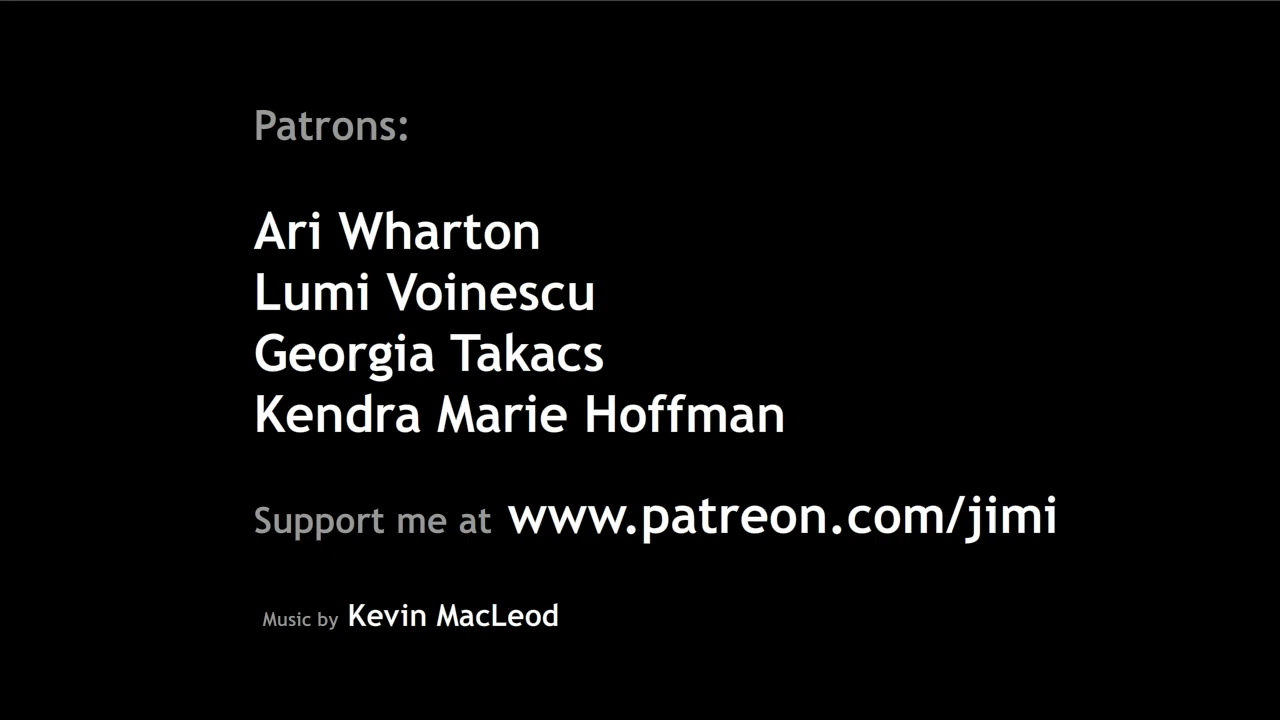 Patrons:
Ari Wharton
Lumi Voinescu
Georgia Takacs
Kendra Marie Hoffman
Support me at www.patreon.com/jimi
Music by Kevin MacLeod